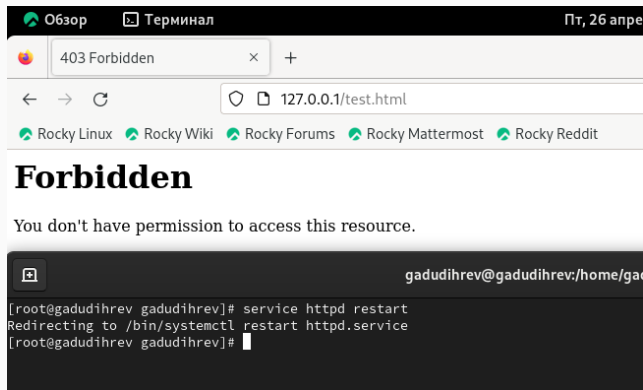 Обзор Терминал Пт, 26 апре
403 Forbidden × +
127.0.0.1/test.html
Rocky Linux Rocky Wiki Rocky Forums Rocky Mattermost Rocky Reddit
Forbidden
You don't have permission to access this resource.
gadudihrev@gadudihrev:/home/gad
[root@gadudihrev gadudihrev]# service httpd restart
Redirecting to /bin/systemctl restart httpd.service
[root@gadudihrev gadudihrev]#